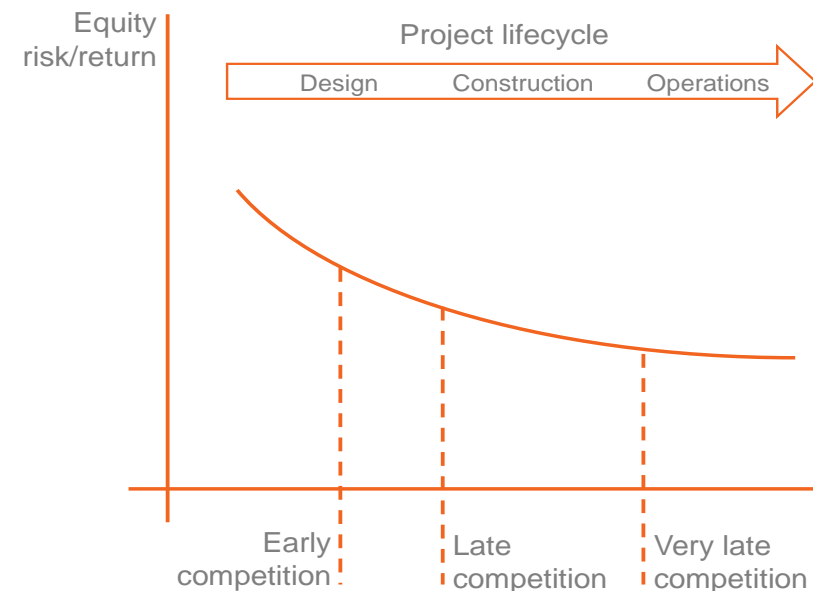 Equity
risk/return
Project lifecycle
Design Construction Operations
Early
competition
Late
competition
Very late
competition